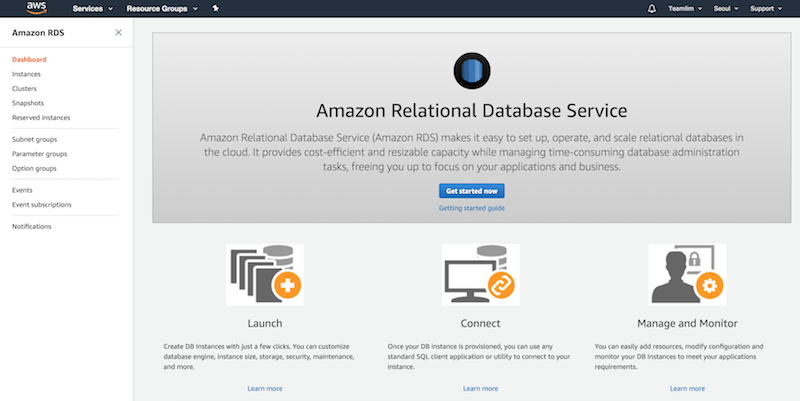 aws Services Resource Groups Teamlim Seoul Support
Amazon RDS
Dashboard
Instances
Clusters
Snapshots
Reserved instances
Subnet groups
Parameter groups
Option groups
Events
Event subscriptions
Notifications
Amazon Relational Database Service
Amazon Relational Database Service (Amazon RDS) makes it easy to set up, operate, and scale relational databases in
the cloud. It provides cost-efficient and resizable capacity while managing time-consuming database administration
tasks, freeing you up to focus on your applications and business.
Get started now
Getting started guide
Launch
Create DB Instances with just a few clicks. You can customize
database engine, instance size, storage, security, maintenance,
and more.
Learn more
Connect
Once your DB instance is provisioned, you can use any
standard SQL client application or utility to connect to your
instance.
Learn more
Manage and Monitor
You can easily add resources, modify configuration and
monitor your DB Instances to meet your applications
requirements.
Learn more